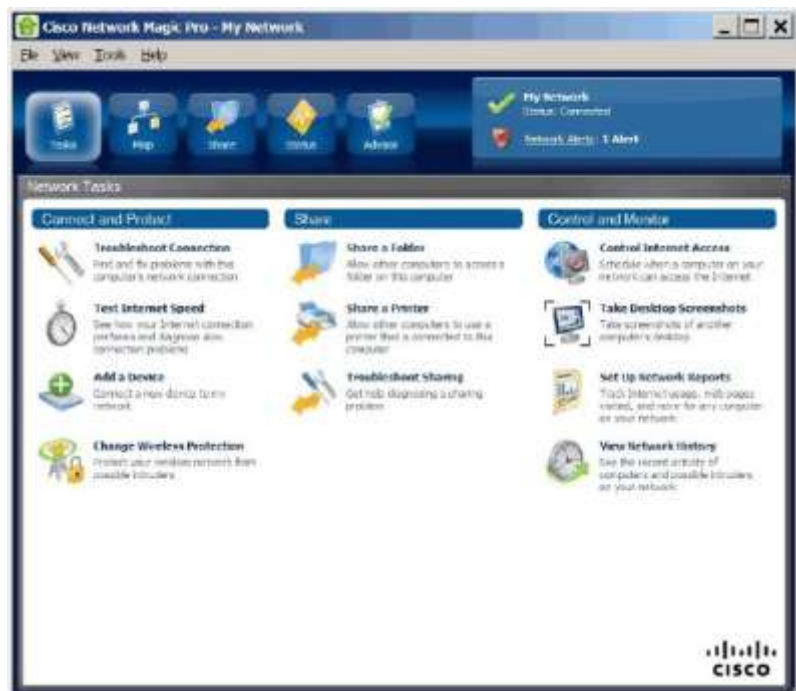 Cisco Network Magic Pro - My Network
File View Tools Help
Tasks
Map
Share
Status
Advisor
My Network
Status: Connected
Network Alerts: 1 Alert
Network Tasks
Connect and Protect
Troubleshoot Connection
Find and fix problems with this
computer's network connection
Test Internet Speed
See how your Internet connection
performs and diagnose slow
connection problems
Add a Device
Connect a new device to my
network
Change Wireless Protection
Protect your wireless network from
possible intruders
Share
Share a Folder
Allow other computers to access a
folder on this computer
Share a Printer
Allow other computers to use a
printer that is connected to this
computer
Troubleshoot Sharing
Get help diagnosing a sharing
problem
Control and Monitor
Control Internet Access
Schedule when a computer on your
network can access the Internet
Take Desktop Screenshots
Take screenshots of another
computer's desktop
Set Up Network Reports
Track Internet usage, web pages
visited, and more for any computer
on your network
View Network History
See the recent activity of
computers and possible intruders
on your network
CISCO